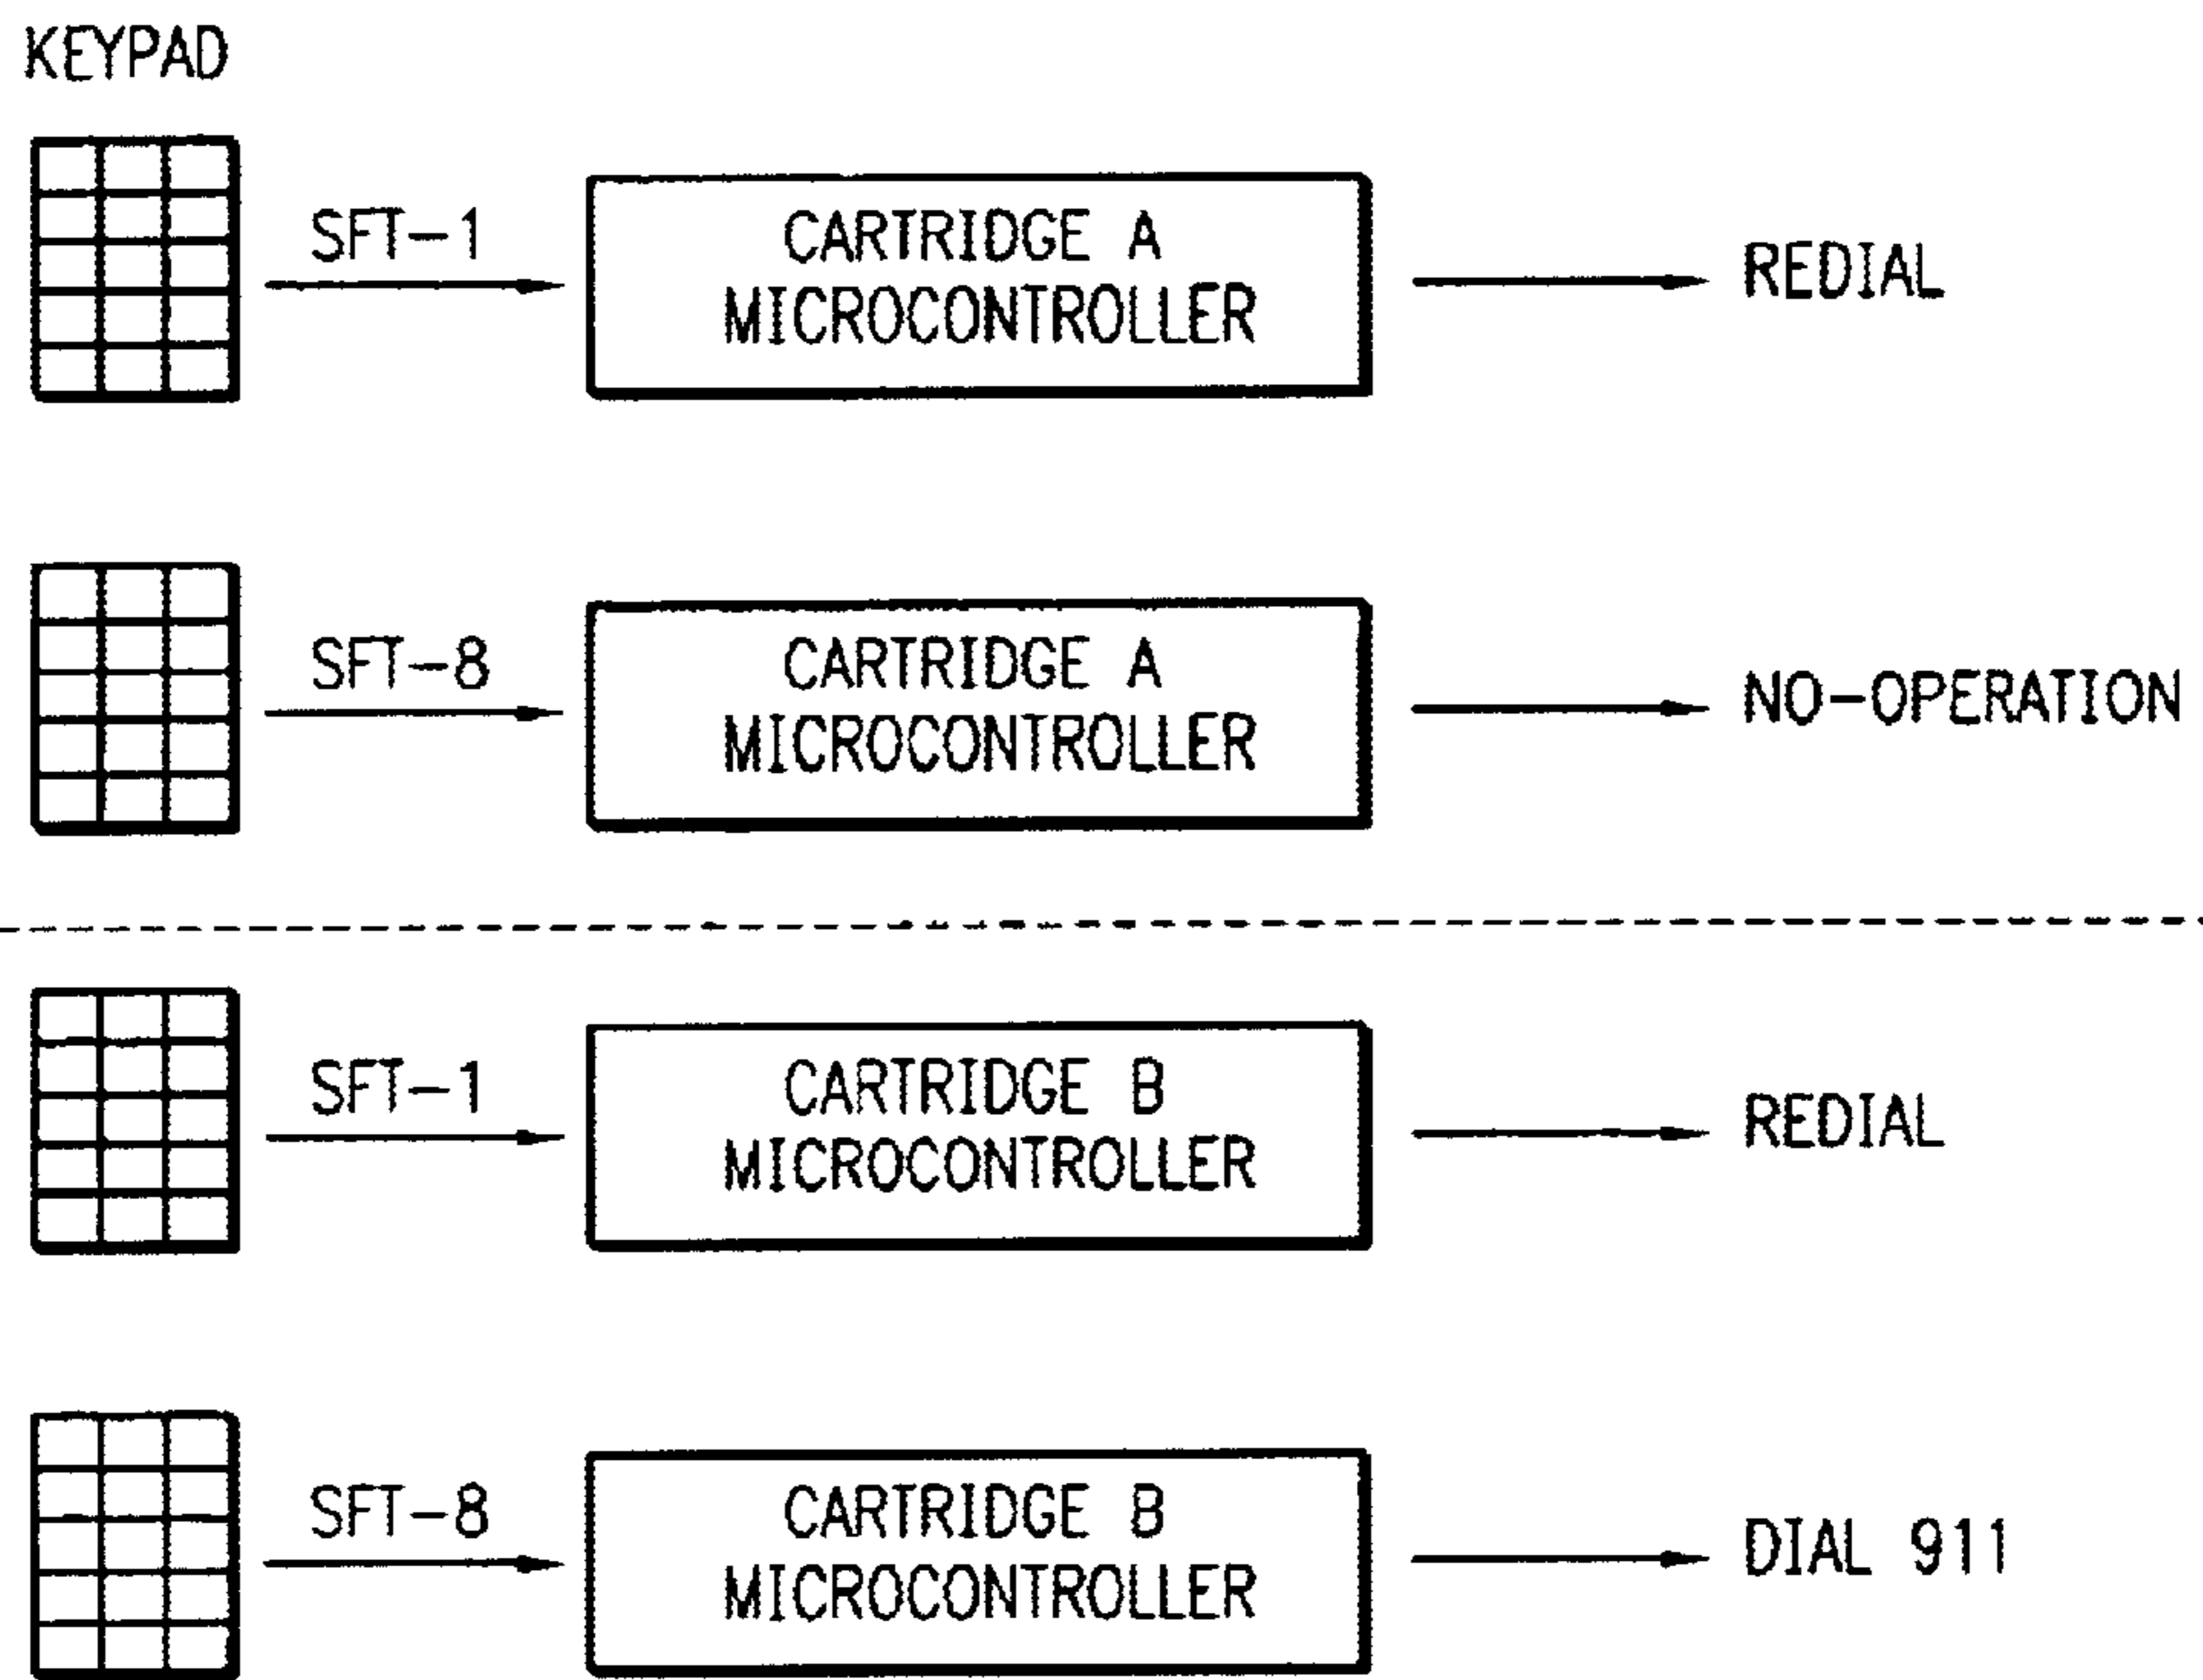 KEYPAD
SFT-1
CARTRIDGE A
MICROCONTROLLER
REDIAL
SFT-8
CARTRIDGE A
MICROCONTROLLER
NO-OPERATION
SFT-1
CARTRIDGE B
MICROCONTROLLER
REDIAL
SFT-8
CARTRIDGE B
MICROCONTROLLER
DIAL 911